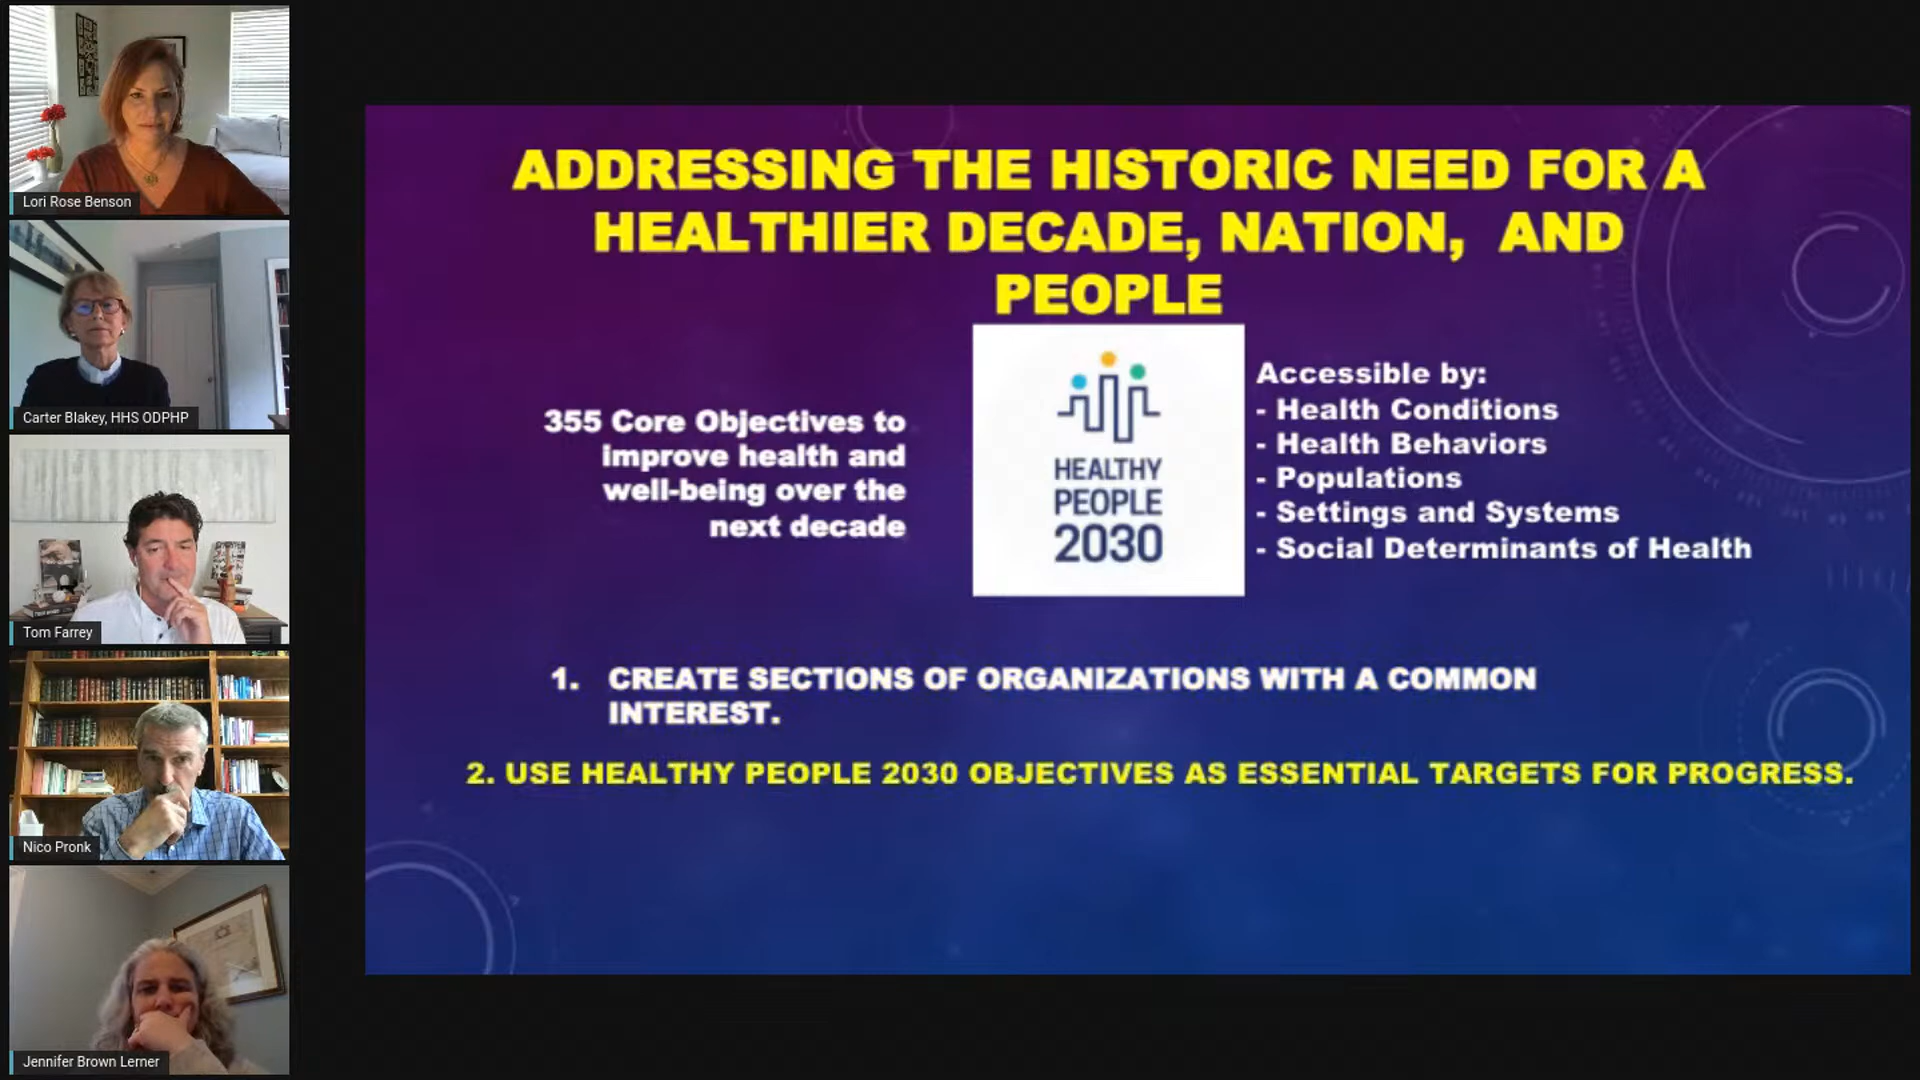 Lori Rose Benson
Carter Blakey, HHS ODPHP
Tom Farrey
Nico Pronk
Jennifer Brown Lerner
ADDRESSING THE HISTORIC NEED FOR A
HEALTHIER DECADE, NATION, AND
PEOPLE
355 Core Objectives to
improve health and
well-being over the
next decade
HEALTHY
PEOPLE
2030
Accessible by:
- Health Conditions
- Health Behaviors
- Populations
- Settings and Systems
- Social Determinants of Health
1. CREATE SECTIONS OF ORGANIZATIONS WITH A COMMON
INTEREST.
2. USE HEALTHY PEOPLE 2030 OBJECTIVES AS ESSENTIAL TARGETS FOR PROGRESS.